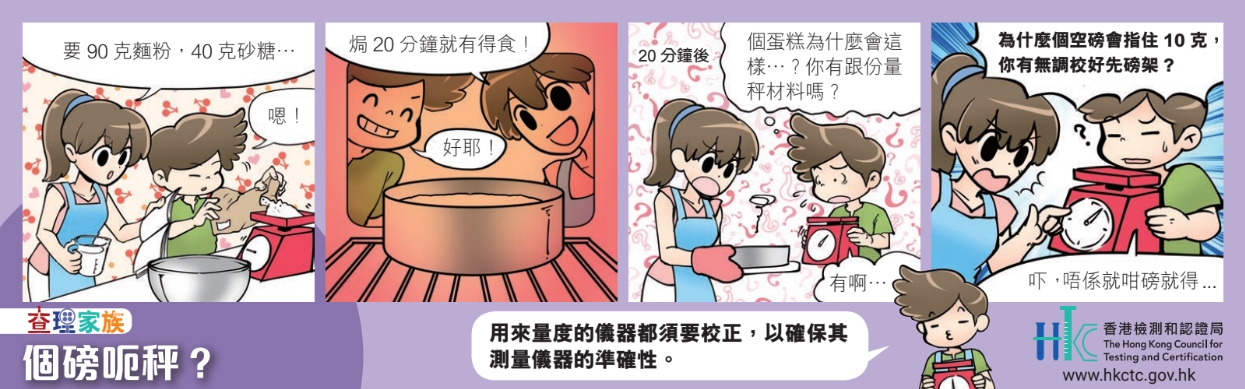 要 90 克麵粉，40 克砂糖…
嗯！
焗 20 分鐘就有得食！
好耶！
20 分鐘後
個蛋糕為什麼會這
樣…？你有跟份量
秤材料嗎？
有啊…
為什麼個空磅會指住 10 克，
你有無調校好先磅架？
?
吓，唔係就咁磅就得...
查理家族
個磅呃秤？
用來量度的儀器都須要校正，以確保其
測量儀器的準確性。
HKTC
香港檢測和認證局
The Hong Kong Council for
Testing and Certification
www.hkctc.gov.hk